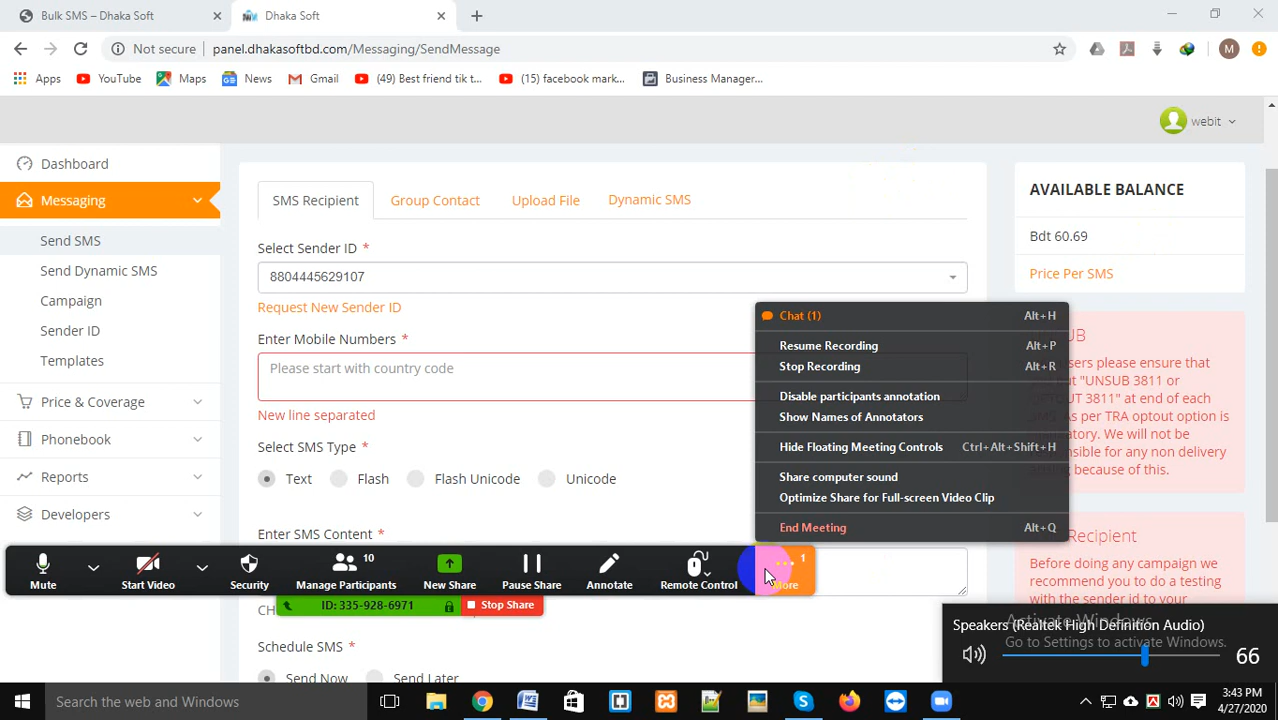 Bulk SMS – Dhaka Soft
Dhaka Soft
Not secure
panel.dhakasoftbd.com/Messaging/SendMessage
M
Apps
YouTube
Maps
News
Gmail
(49) Best friend tik t...
(15) facebook mark...
Business Manager...
webit
Dashboard
Messaging
Send SMS
Send Dynamic SMS
Campaign
Sender ID
Templates
Price & Coverage
Phonebook
Reports
Developers
SMS Recipient
Group Contact
Upload File
Dynamic SMS
Select Sender ID *
8804445629107
Request New Sender ID
Enter Mobile Numbers *
Please start with country code
New line separated
Select SMS Type *
Text
Flash
Flash Unicode
Unicode
Enter SMS Content *
Schedule SMS *
Send Now
Send Later
AVAILABLE BALANCE
Bdt 60.69
Price Per SMS
UB
sers please ensure that
"UNSUB 3811 or
OUT 3811" at end of each
As per TRA optout option is
datory. We will not be
onsible for any non delivery
because of this.
ecipient
Before doing any campaign we
recommend you to do a testing
with the sender id to your
Chat (1) Alt+H
Resume Recording Alt+P
Stop Recording Alt+R
Disable participants annotation
Show Names of Annotators
Hide Floating Meeting Controls Ctrl+Alt+Shift+H
Share computer sound
Optimize Share for Full-screen Video Clip
End Meeting Alt+Q
Mute
Start Video
Security
10
Manage Participants
New Share
Pause Share
Annotate
Remote Control
1
More
ID: 335-928-6971
Stop Share
CH
Speakers (Realtek High Definition Audio)
Activate Windows
Go to Settings to activate Windows.
66
Search the web and Windows
3:43 PM
4/27/2020